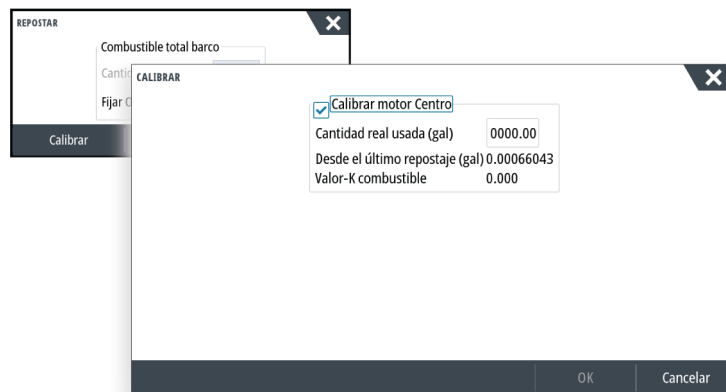 REPOSTAR
Combustible total barco
Fijar
Calibrar
CALIBRAR
Calibrar motor Centro
Cantidad real usada (gal) 0000.00
Desde el último repostaje (gal) 0.00066043
Valor-K combustible 0.000
OK Cancelar